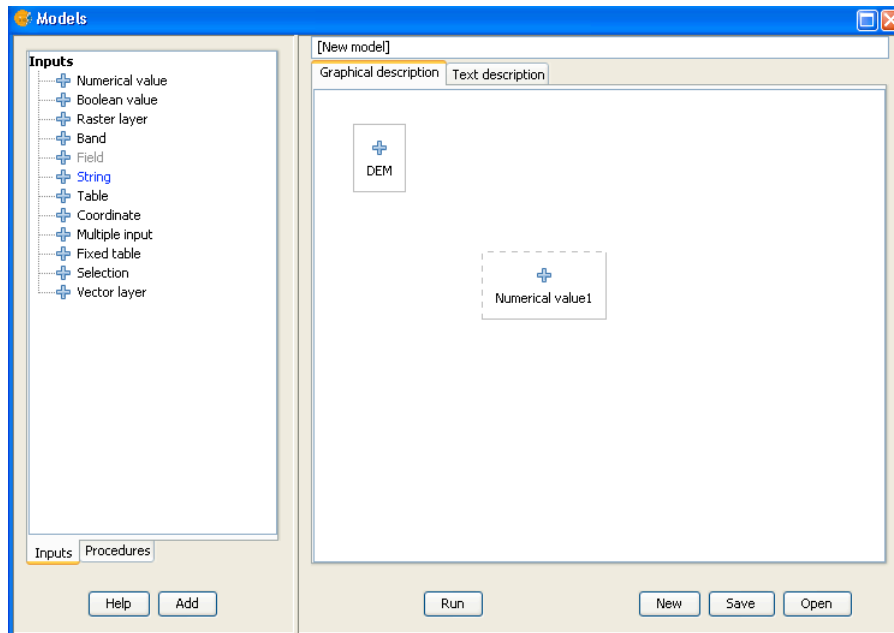 Models
Inputs
Numerical value
Boolean value
Raster layer
Band
Field
String
Table
Coordinate
Multiple input
Fixed table
Selection
Vector layer
Inputs Procedures
Help Add
[New model]
Graphical description Text description
DEM
Numerical value1
Run New Save Open